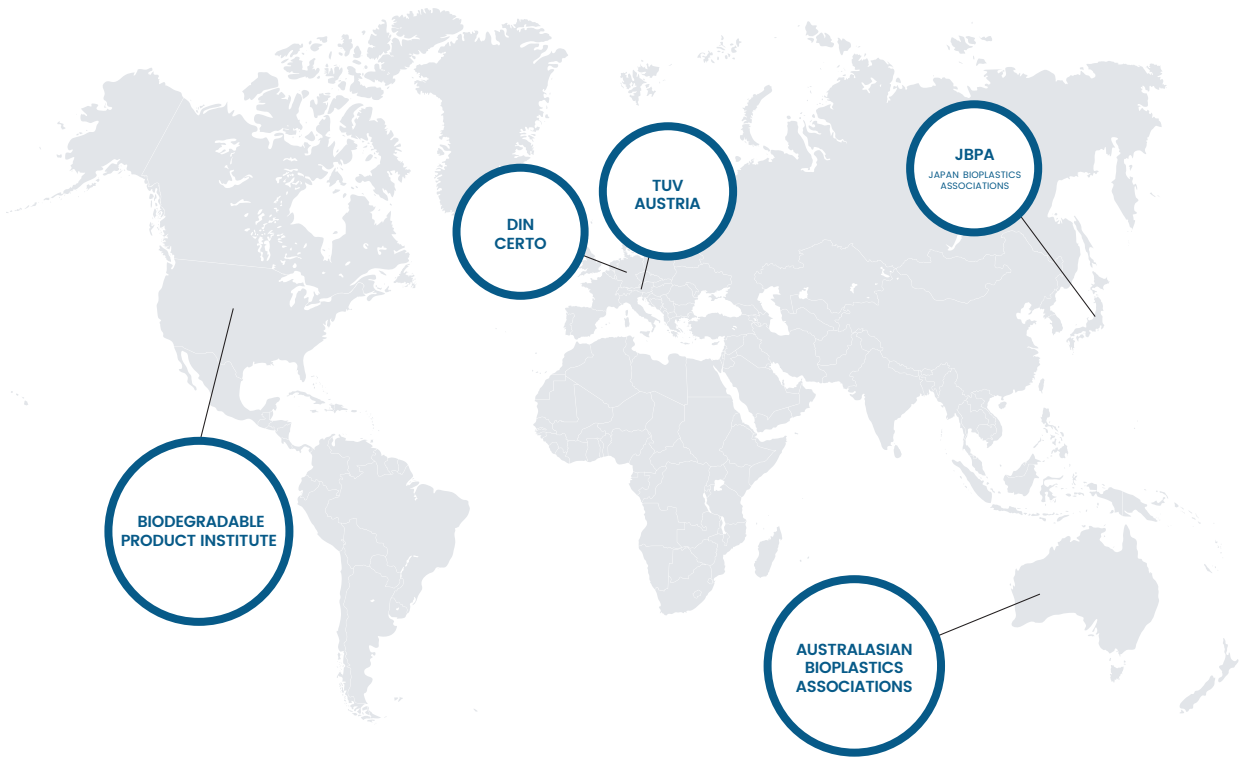 JBPA
JAPAN BIOPLASTICS
ASSOCIATIONS
TUV
AUSTRIA
DIN
CERTO
BIODEGRADABLE
PRODUCT INSTITUTE
AUSTRALASIAN
BIOPLASTICS
ASSOCIATIONS